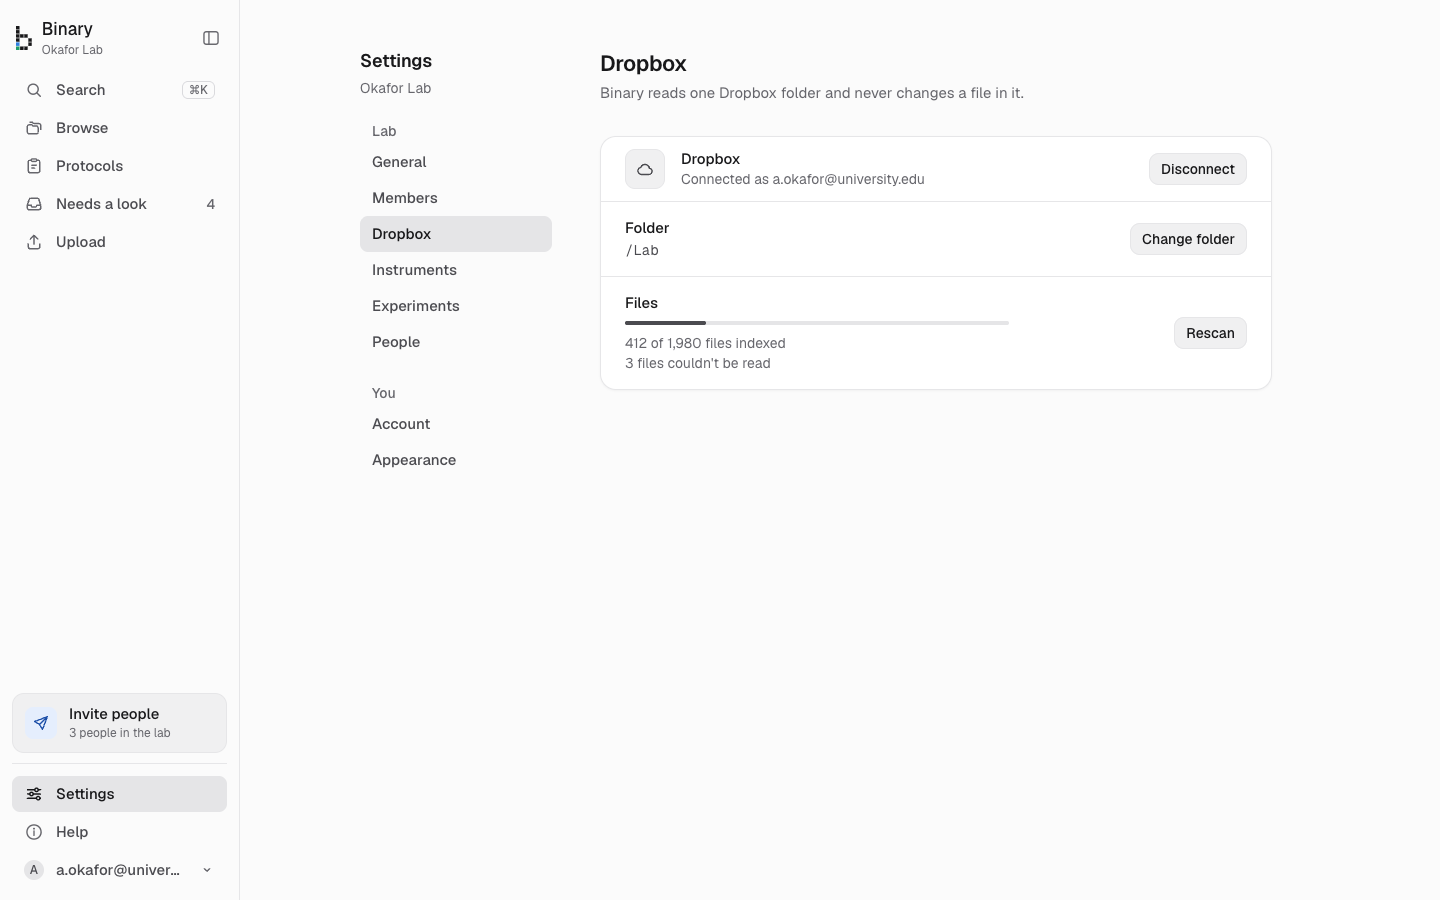 Binary
Okafor Lab
Search
⌘K
Browse
Protocols
Needs a look
4
Upload
Invite people
3 people in the lab
Settings
Help
A
a.okafor@univer...
Settings
Okafor Lab
Lab
General
Members
Dropbox
Instruments
Experiments
People
You
Account
Appearance
Dropbox
Binary reads one Dropbox folder and never changes a file in it.
Dropbox
Connected as a.okafor@university.edu
Disconnect
Folder
/Lab
Change folder
Files
412 of 1,980 files indexed
3 files couldn't be read
Rescan